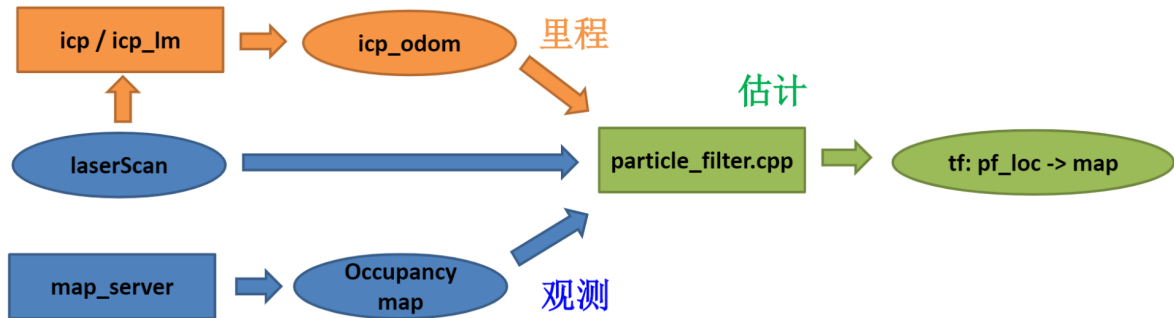 icp / icp_lm
icp_odom
里程
估计
laserScan
particle_filter.cpp
tf: pf_loc -> map
map_server
Occupancy
map
观测